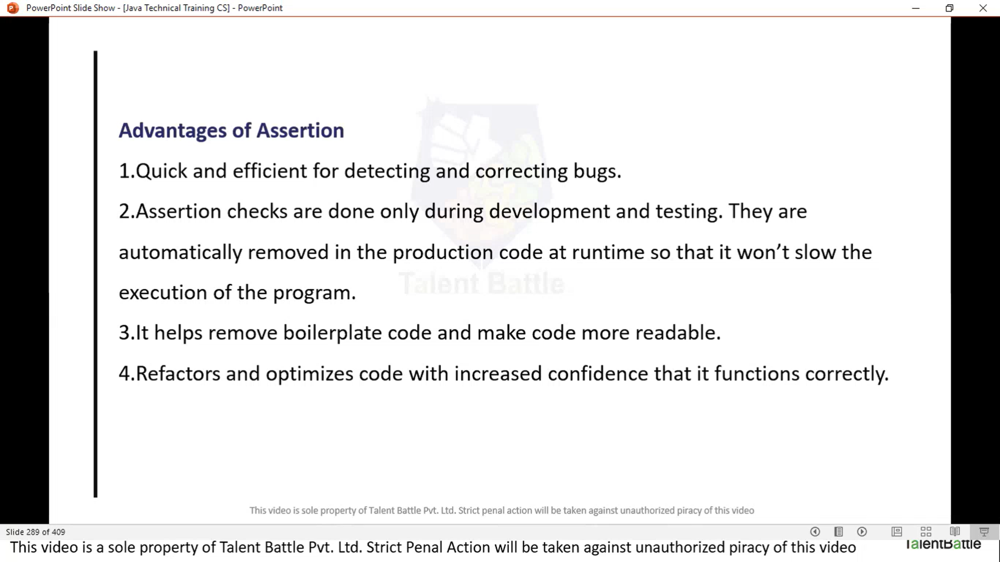 PowerPoint Slide Show - [Java Technical Training CS] - PowerPoint
Advantages of Assertion
1.Quick and efficient for detecting and correcting bugs.
2.Assertion checks are done only during development and testing. They are
automatically removed in the production code at runtime so that it won’t slow the
execution of the program.
3.It helps remove boilerplate code and make code more readable.
4.Refactors and optimizes code with increased confidence that it functions correctly.
Talent Battle
This video is sole property of Talent Battle Pvt. Ltd. Strict penal action will be taken against unauthorized piracy of this video
Slide 289 of 409
This video is a sole property of Talent Battle Pvt. Ltd. Strict Penal Action will be taken against unauthorized piracy of this video
TalentBattle